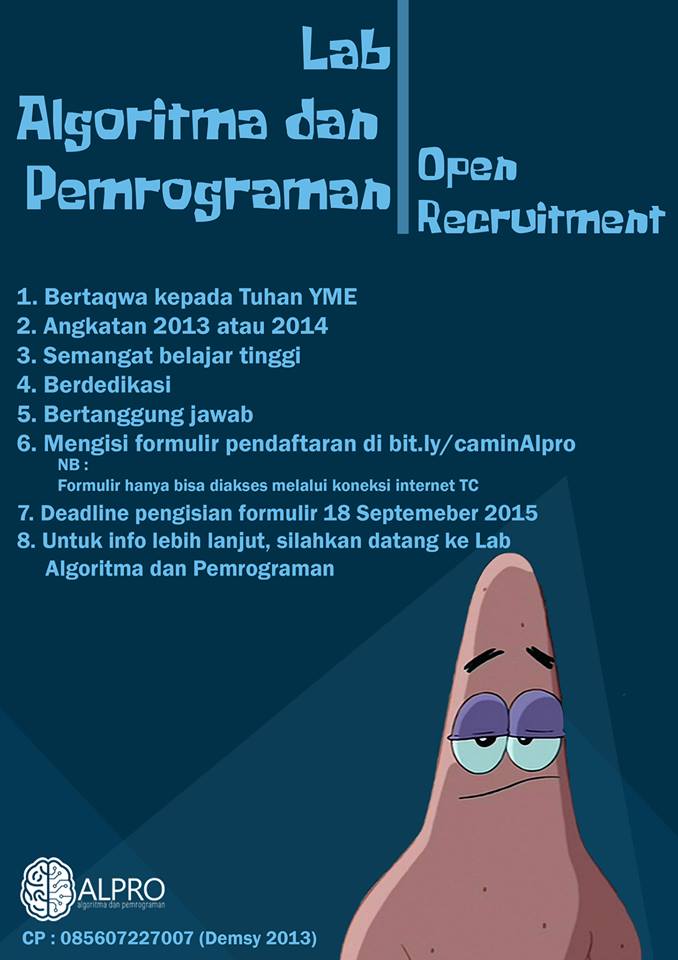 Lab
Algoritma dan
Pemrograman
Open
Recruitment
1. Bertaqwa kepada Tuhan YME
2. Angkatan 2013 atau 2014
3. Semangat belajar tinggi
4. Berdedikasi
5. Bertanggung jawab
6. Mengisi formulir pendaftaran di bit.ly/caminAlpro
NB :
Formulir hanya bisa diakses melalui koneksi internet TC
7. Deadline pengisian formulir 18 Septemeber 2015
8. Untuk info lebih lanjut, silahkan datang ke Lab
Algoritma dan Pemrograman
ALPRO
algoritma dan pemrograman
CP : 085607227007 (Demsy 2013)